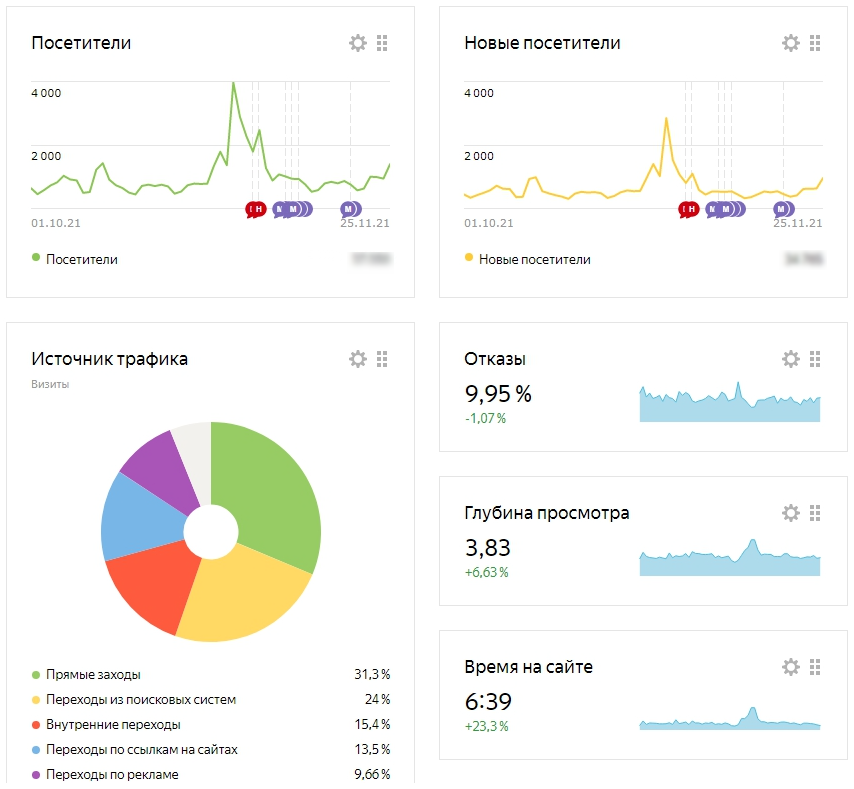 Посетители
4 000
2 000
Н
М
М
М
01.10.21
25.11.21
Посетители
Новые посетители
4 000
2 000
Н
М
М
01.10.21
25.11.21
Новые посетители
Источник трафика
Визиты
Прямые заходы 31,3 %
Переходы из поисковых систем 24 %
Внутренние переходы 15,4 %
Переходы по ссылкам на сайтах 13,5 %
Переходы по рекламе 9,66 %
Отказы
9,95 %
-1,07 %
Глубина просмотра
3,83
+6,63 %
Время на сайте
6:39
+23,3 %